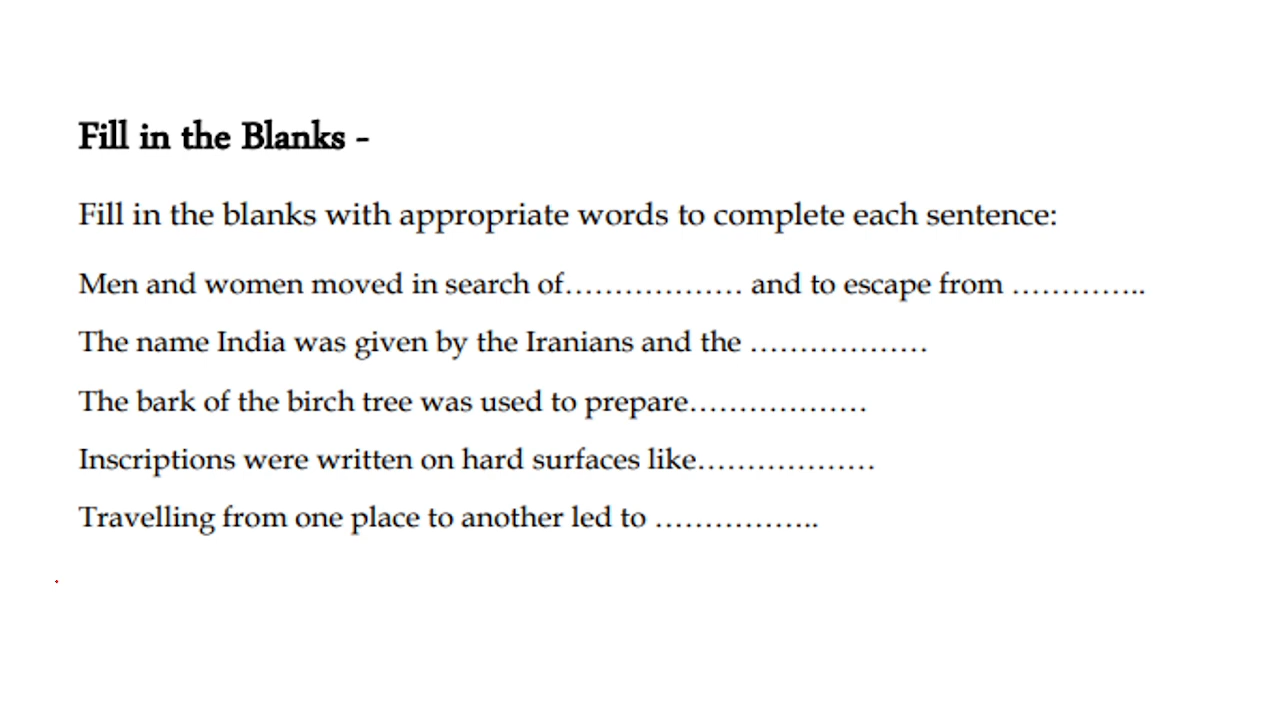 Fill in the Blanks -
Fill in the blanks with appropriate words to complete each sentence:
Men and women moved in search of……………… and to escape from …………..
The name India was given by the Iranians and the ………………
The bark of the birch tree was used to prepare………………
Inscriptions were written on hard surfaces like………………
Travelling from one place to another led to ……………..